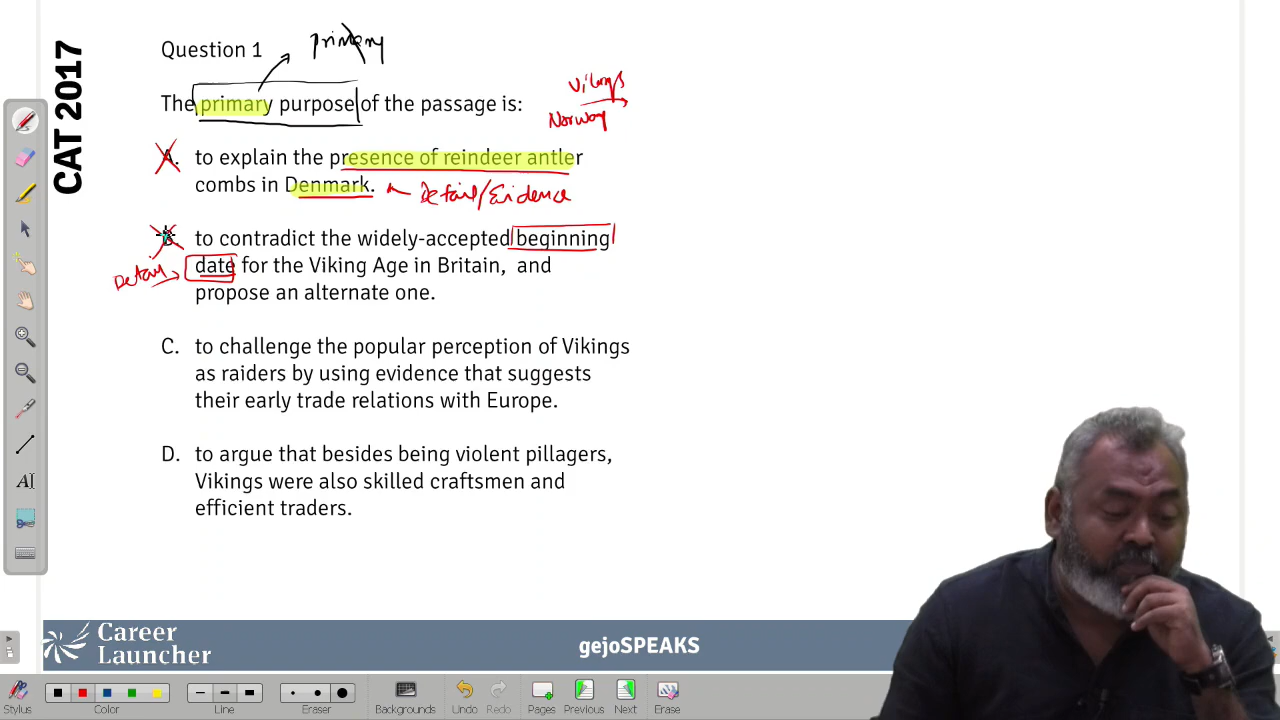 CAT 2017
Question 1
The primary purpose of the passage is:
Vikings
Norway
A. to explain the presence of reindeer antler
combs in Denmark.
Detail/Evidence
B. to contradict the widely-accepted beginning
Detail
date for the Viking Age in Britain, and
propose an alternate one.
C. to challenge the popular perception of Vikings
as raiders by using evidence that suggests
their early trade relations with Europe.
D. to argue that besides being violent pillagers,
Vikings were also skilled craftsmen and
efficient traders.
Career
Launcher
gejoSPEAKS
Stylus
Color
Line
Eraser
Backgrounds
Undo
Redo
Pages
Previous
Next
Erase